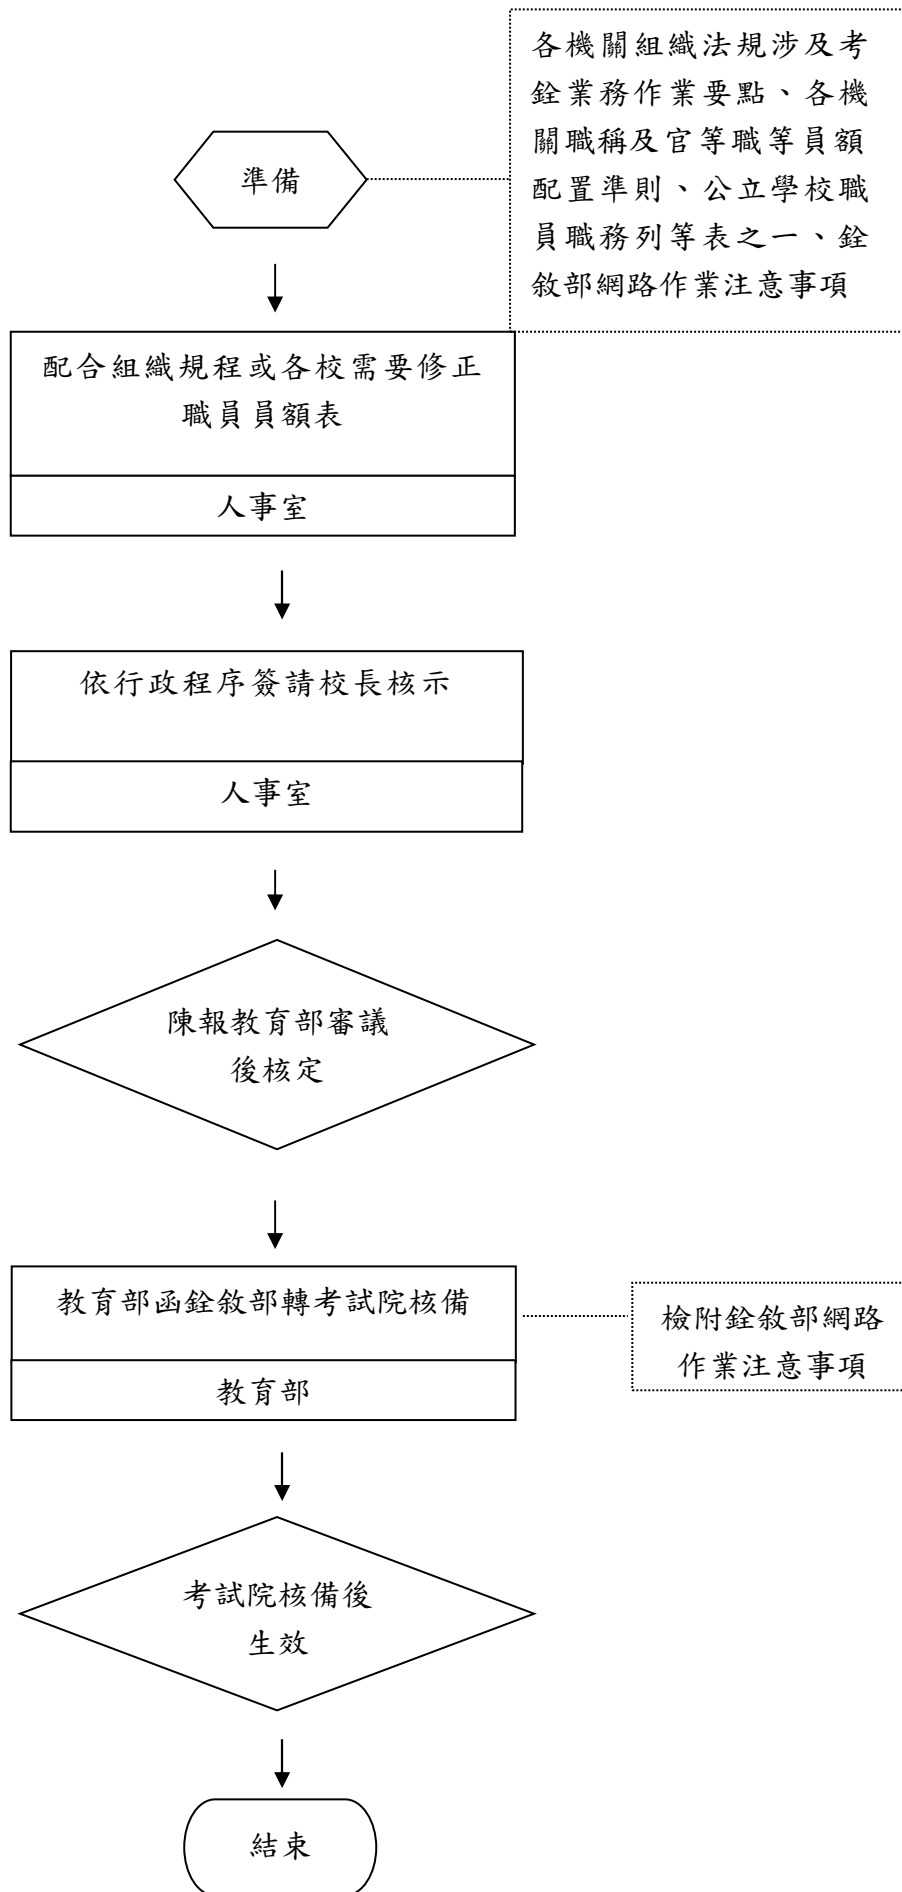 各機關組織法規涉及考
銓業務作業要點、各機
關職稱及官等職等員額
配置準則、公立學校職
員職務列等表之一、銓
敘部網路作業注意事項
準備
配合組織規程或各校需要修正
職員員額表
人事室
依行政程序簽請校長核示
人事室
陳報教育部審議
後核定
教育部函銓敘部轉考試院核備
教育部
檢附銓敘部網路
作業注意事項
考試院核備後
生效
結束